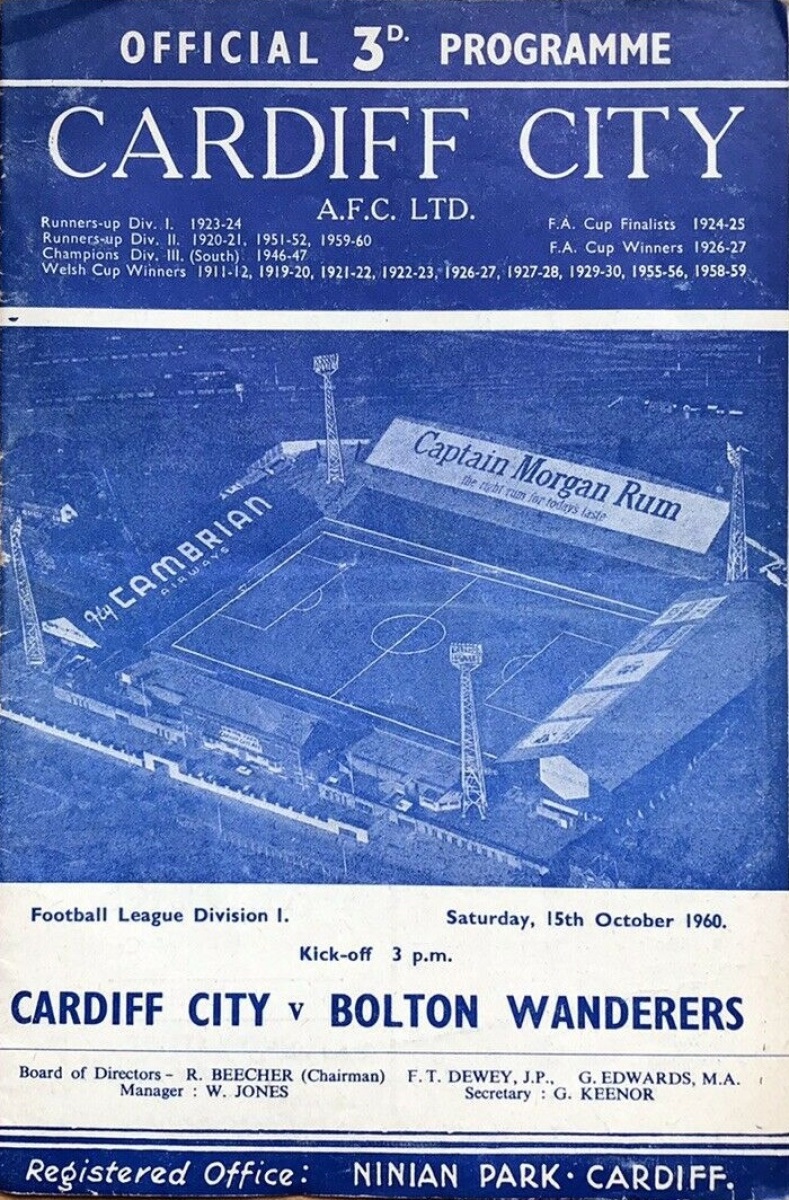 OFFICIAL 3D. PROGRAMME
CARDIFF CITY
A.F.C. LTD.
Runners-up Div. I. 1923-24
Runners-up Div. II. 1920-21, 1951-52, 1959-60
Champions Div. III. (South) 1946-47
F.A. Cup Finalists 1924-25
F.A. Cup Winners 1926-27
Welsh Cup Winners 1911-12, 1919-20, 1921-22, 1922-23, 1926-27, 1927-28, 1929-30, 1955-56, 1958-59
Captain Morgan Rum
the right rum for todays taste
Fly CAMBRIAN
AIRWAYS
Football League Division I. Saturday, 15th October 1960.
Kick-off 3 p.m.
CARDIFF CITY v BOLTON WANDERERS
Board of Directors - R. BEECHER (Chairman) F. T. DEWEY, J.P., G. EDWARDS, M.A.
Manager : W. JONES Secretary : G. KEENOR
Registered Office: NINIAN PARK · CARDIFF.